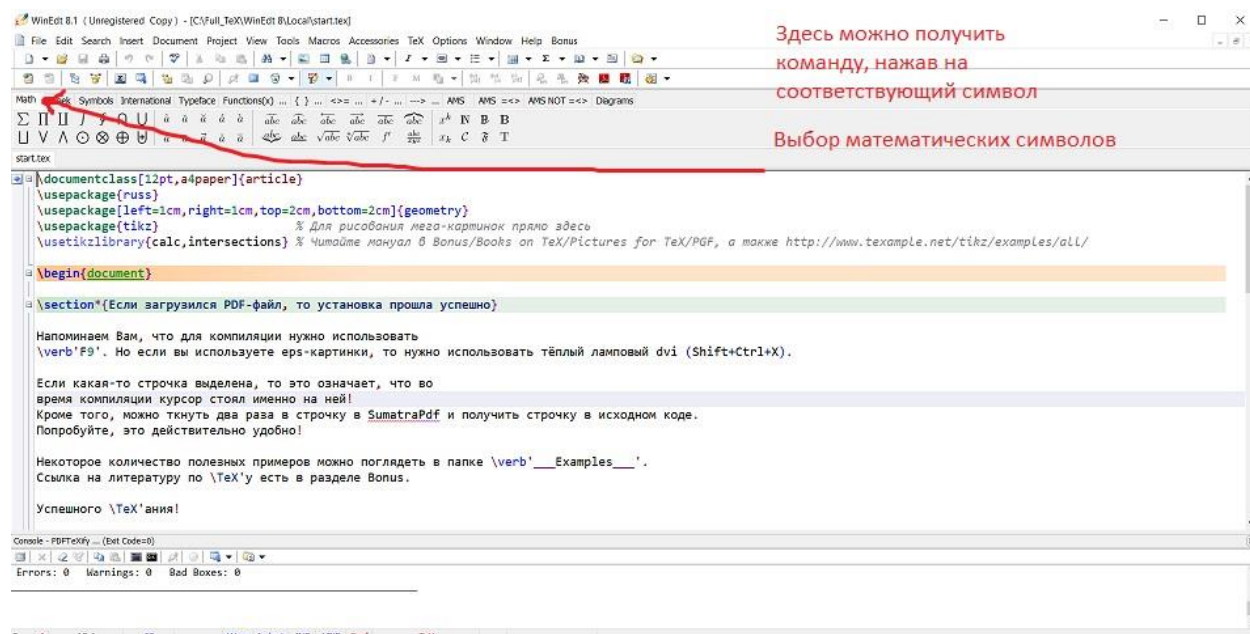 WinEdt 8.1 ( Unregistered Copy ) - [C:\Full_TeX\WinEdt 8\Local\start.tex]
File Edit Search Insert Document Project View Tools Macros Accessories TeX Options Window Help Bonus
Здесь можно получить
команду, нажав на
соответствующий символ
Выбор математических символов
Math Symbols International Typeface Functions(x) ... { } ... <>= ... +/- ... ---> ... AMS AMS =<> AMS NOT =<> Diagrams
start.tex
\documentclass[12pt,a4paper]{article}
\usepackage{russ}
\usepackage[left=1cm,right=1cm,top=2cm,bottom=2cm]{geometry}
\usepackage{tikz} % Для рисобания мега-картинок прямо здесь
\usetikzlibrary{calc,intersections} % Читайте мануал в Bonus/Books on TeX/Pictures for TeX/PGF, а также http://www.texample.net/tikz/examples/all/
\begin{document}
\section*{Если загрузился PDF-файл, то установка прошла успешно}
Напоминаем Вам, что для компиляции нужно использовать
\verb'F9'. Но если вы используете eps-картинки, то нужно использовать тёплый ламповый dvi (Shift+Ctrl+X).
Если какая-то строчка выделена, то это означает, что во
время компиляции курсор стоял именно на ней!
Кроме того, можно ткнуть два раза в строчку в SumatraPdf и получить строчку в исходном коде.
Попробуйте, это действительно удобно!
Некоторое количество полезных примеров можно поглядеть в папке \verb'___Examples___'.
Ссылка на литературу по \TeX'у есть в разделе Bonus.
Успешного \TeX'ания!
Console - PDFTeXify ... (Exit Code=0)
Errors: 0 Warnings: 0 Bad Boxes: 0